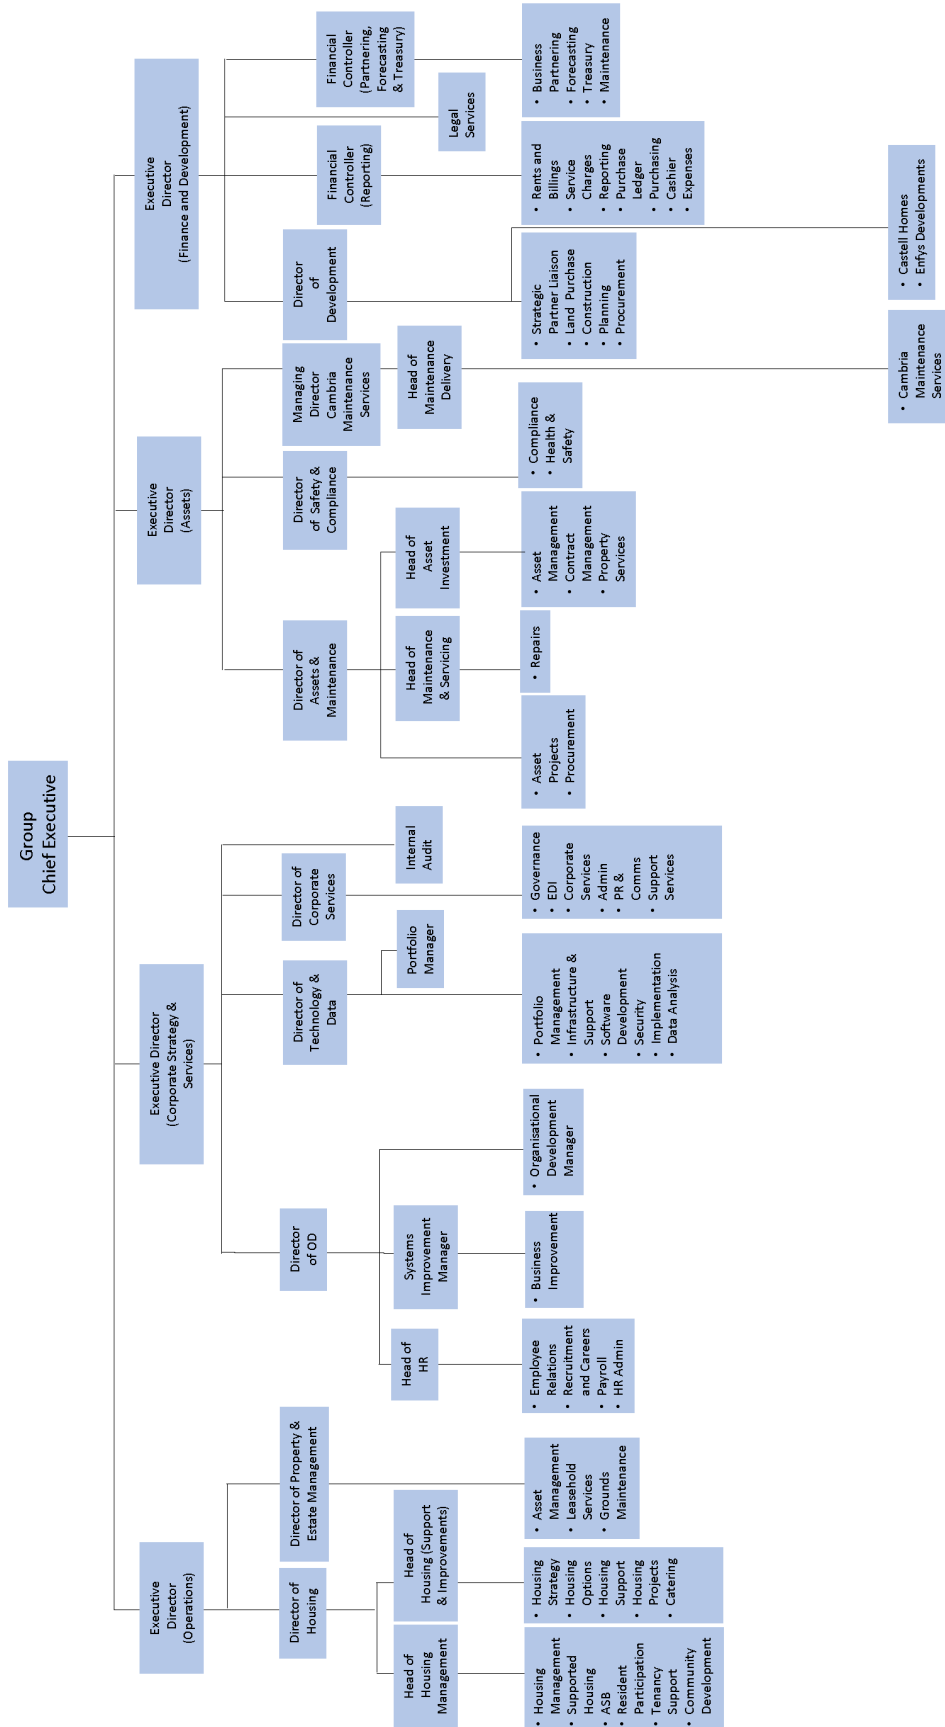 Group
Chief Executive
Executive
Director
(Operations)
Executive Director
(Corporate Strategy &
Services)
Executive
Director
(Assets)
Executive
Director
(Finance and Development)
Director of
Housing
Director of Property &
Estate Management
Director
of OD
Director of
Technology &
Data
Director of
Corporate
Services
Director of
Assets &
Maintenance
Director
of Safety &
Compliance
Managing
Director
Cambria
Maintenance
Services
Director
of
Development
Financial
Controller
(Reporting)
Financial
Controller
(Partnering,
Forecasting
& Treasury)
Head of
Housing
Management
Head of
Housing (Support
& Improvements)
Head of
HR
Systems
Improvement
Manager
Portfolio
Manager
Internal
Audit
Head of
Maintenance
& Servicing
Head of
Asset
Investment
Head of
Maintenance
Delivery
Legal
Services
• Housing
Management
• Supported
Housing
• ASB
• Resident
Participation
• Tenancy
Support
• Community
Development
• Housing
Strategy
• Housing
Options
• Housing
Support
• Housing
Projects
• Catering
• Asset
Management
• Leasehold
Services
• Grounds
Maintenance
• Employee
Relations
• Recruitment
and Careers
• Payroll
• HR Admin
• Business
Improvement
• Organisational
Development
Manager
• Portfolio
Management
• Infrastructure &
Support
• Software
Development
• Security
• Implementation
• Data Analysis
• Governance
• EDI
• Corporate
Services
• Admin
• PR &
Comms
• Support
Services
• Asset
Projects
• Procurement
• Repairs
• Asset
Management
• Contract
Management
• Property
Services
• Compliance
• Health &
Safety
• Strategic
Partner Liaison
• Land Purchase
• Construction
• Planning
• Procurement
• Rents and
Billings
• Service
Charges
• Reporting
• Purchase
Ledger
• Purchasing
• Cashier
• Expenses
• Business
Partnering
• Forecasting
• Treasury
• Maintenance
• Cambria
Maintenance
Services
• Castell Homes
• Enfys Developments